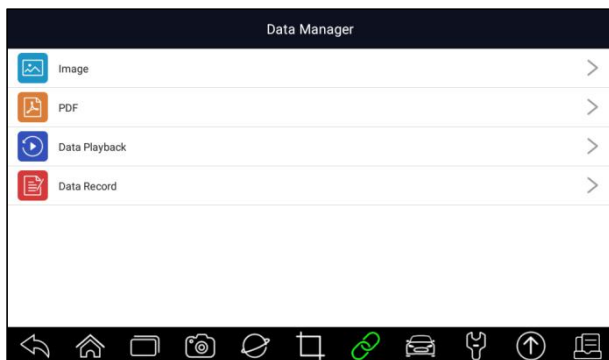 Data Manager
Image
PDF
Data Playback
Data Record